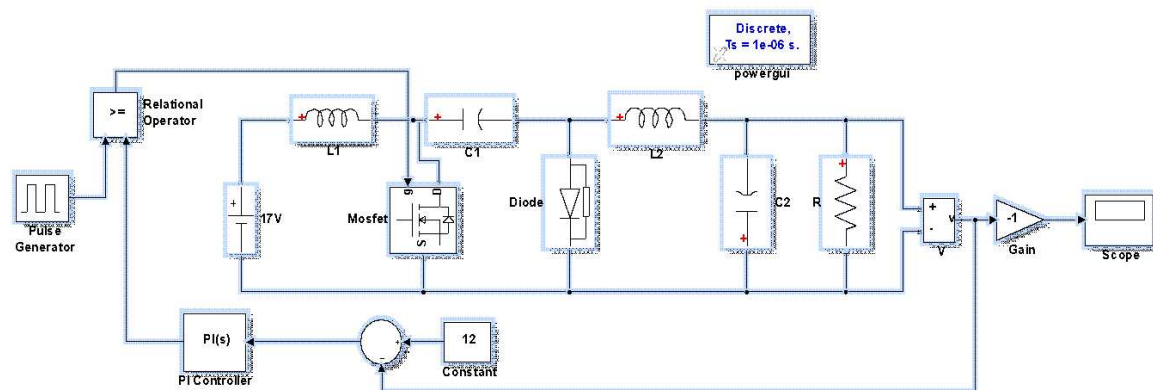 Discrete,
Ts = 1e-06 s.
powergui
>=
Relational
Operator
+
L1
+
C1
+
L2
Pulse
Generator
+
17V
Mosfet
g
D
S
Diode
C2
+
R
+
+
-
v
V
-1
Gain
Scope
PI(s)
PI Controller
+
-
12
Constant